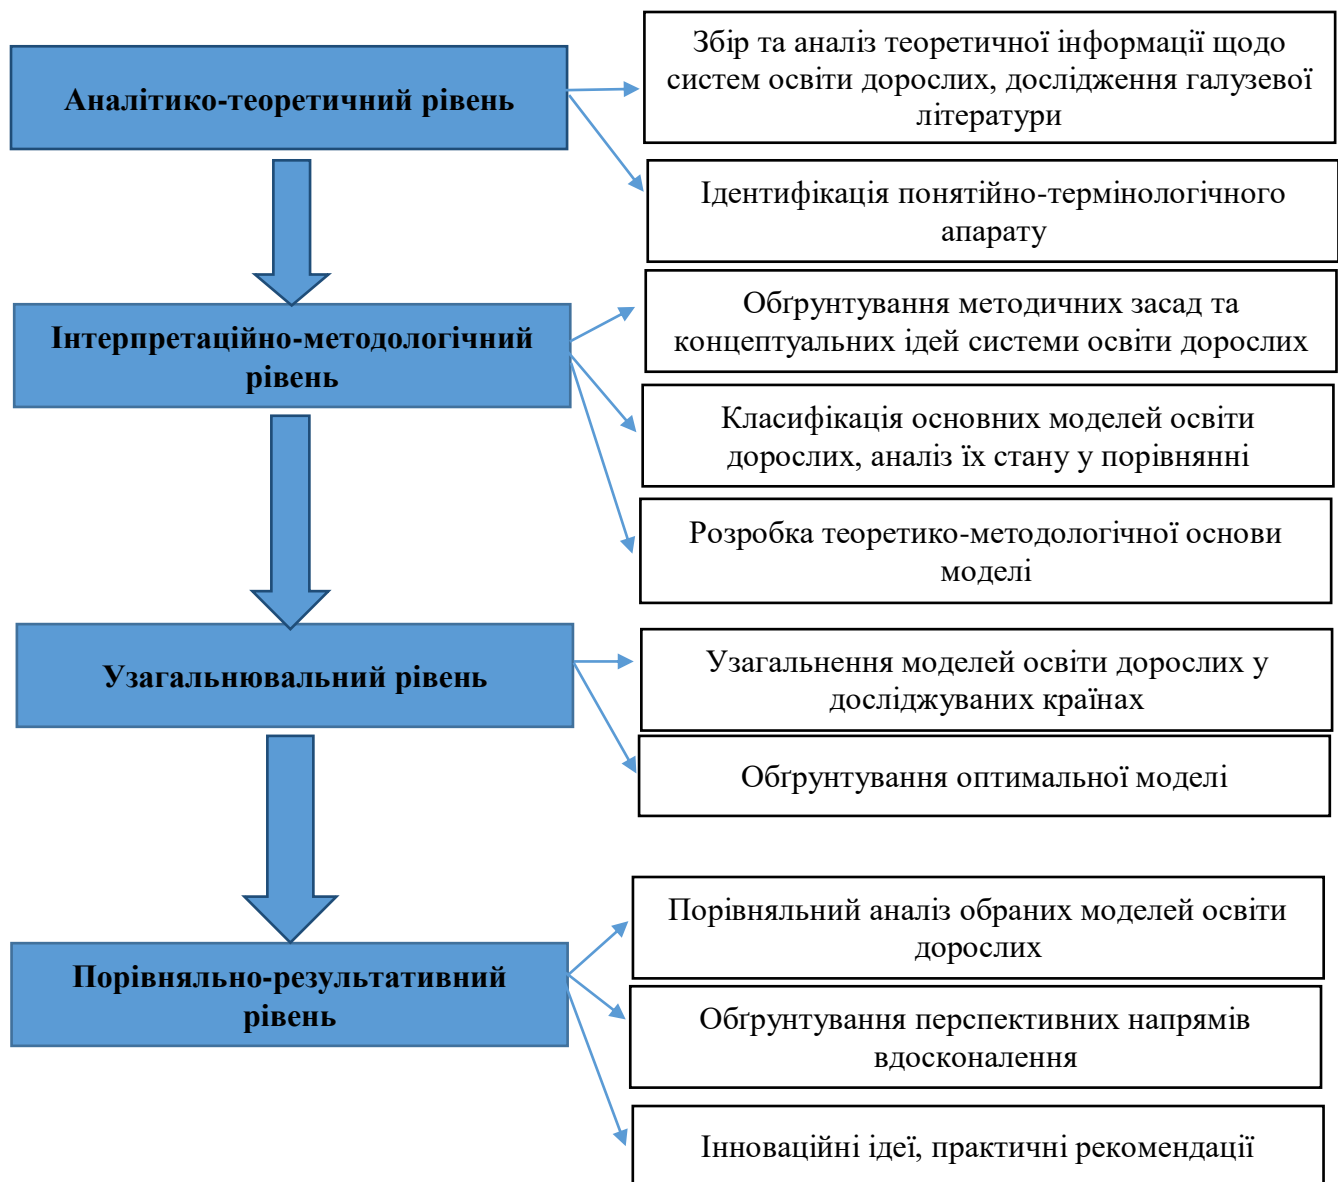 Аналітико-теоретичний рівень
Збір та аналіз теоретичної інформації щодо
систем освіти дорослих, дослідження галузевої
літератури
Ідентифікація понятійно-термінологічного
апарату
Інтерпретаційно-методологічний
рівень
Обґрунтування методичних засад та
концептуальних ідей системи освіти дорослих
Класифікація основних моделей освіти
дорослих, аналіз їх стану у порівнянні
Розробка теоретико-методологічної основи
моделі
Узагальнювальний рівень
Узагальнення моделей освіти дорослих у
досліджуваних країнах
Обґрунтування оптимальної моделі
Порівняльно-результативний
рівень
Порівняльний аналіз обраних моделей освіти
дорослих
Обґрунтування перспективних напрямів
вдосконалення
Інноваційні ідеї, практичні рекомендації